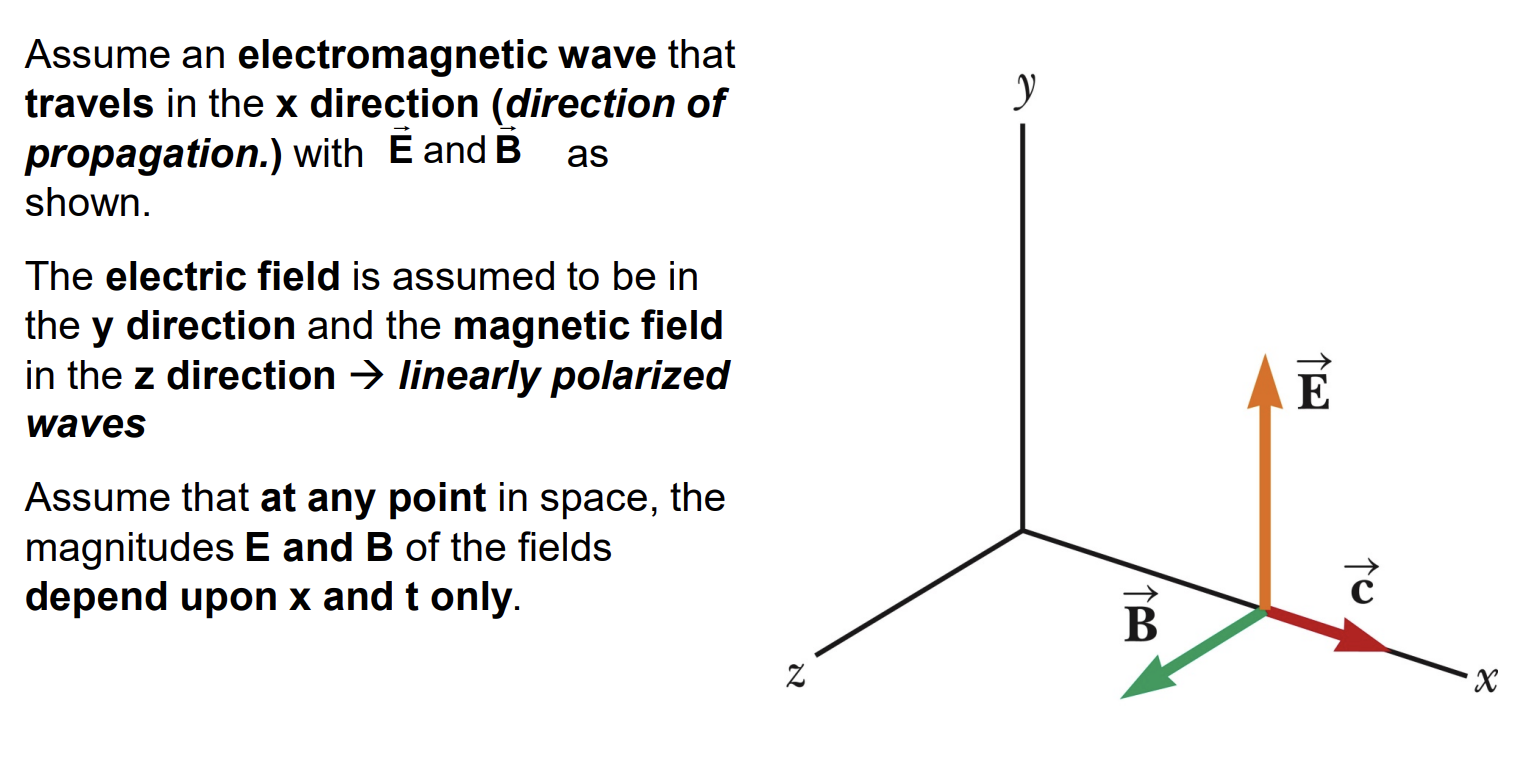 Assume an electromagnetic wave that
travels in the x direction (direction of
propagation.) with E⃗ and B⃗ as
shown.
The electric field is assumed to be in
the y direction and the magnetic field
in the z direction → linearly polarized
waves
Assume that at any point in space, the
magnitudes E and B of the fields
depend upon x and t only.
y
E⃗
c⃗
B⃗
z
x